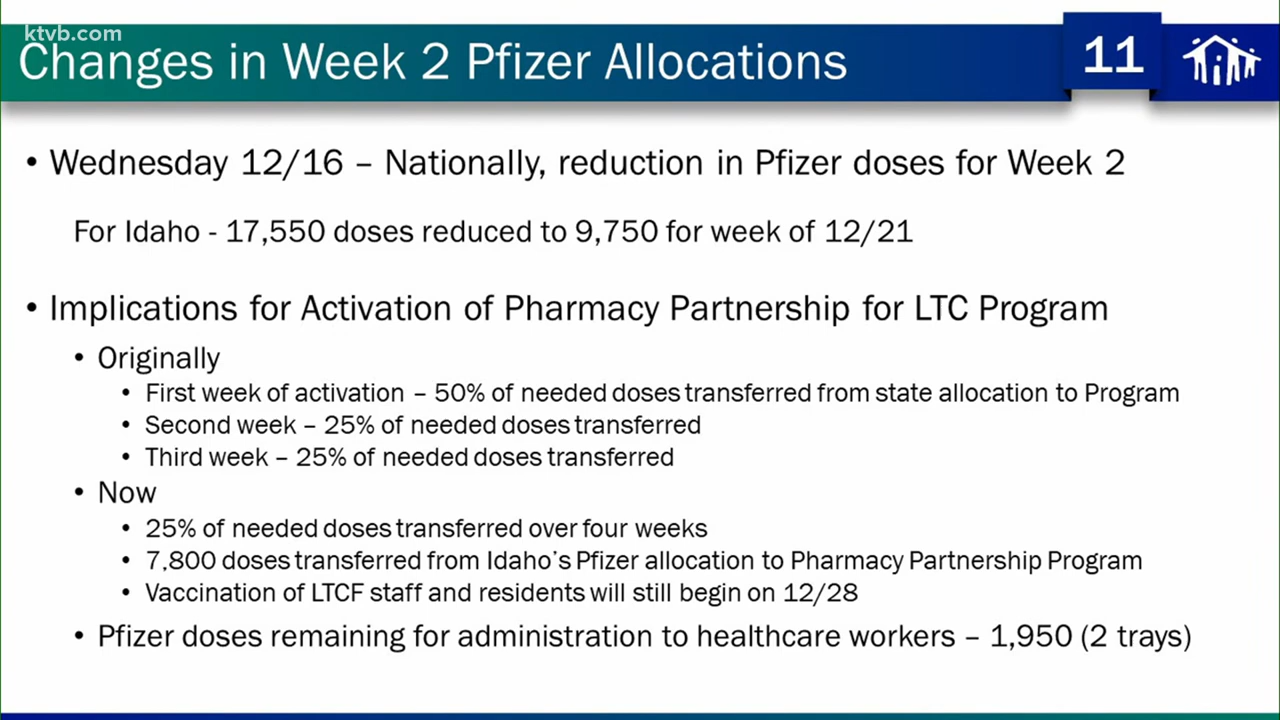 ktvb.com
Changes in Week 2 Pfizer Allocations
11
• Wednesday 12/16 – Nationally, reduction in Pfizer doses for Week 2
For Idaho - 17,550 doses reduced to 9,750 for week of 12/21
• Implications for Activation of Pharmacy Partnership for LTC Program
• Originally
• First week of activation – 50% of needed doses transferred from state allocation to Program
• Second week – 25% of needed doses transferred
• Third week – 25% of needed doses transferred
• Now
• 25% of needed doses transferred over four weeks
• 7,800 doses transferred from Idaho's Pfizer allocation to Pharmacy Partnership Program
• Vaccination of LTCF staff and residents will still begin on 12/28
• Pfizer doses remaining for administration to healthcare workers – 1,950 (2 trays)